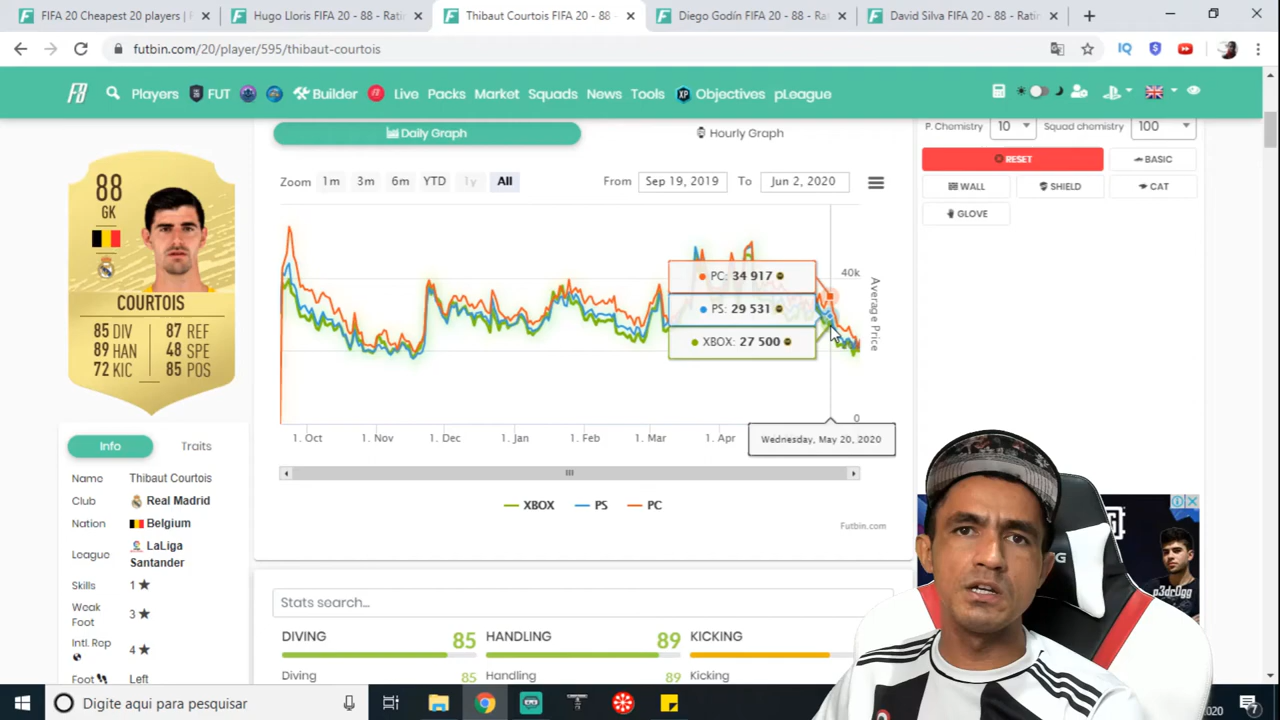 FIFA 20 Cheapest 20 players |
Hugo Lloris FIFA 20 - 88 - Ratin
Thibaut Courtois FIFA 20 - 88 -
Diego Godín FIFA 20 - 88 - Rat
David Silva FIFA 20 - 88 - Ratin
futbin.com/20/player/595/thibaut-courtois
IQ
Players
FUT
Builder
Live
Packs
Market
Squads
News
Tools
XP
Objectives
pLeague
Daily Graph
Hourly Graph
P. Chemistry
10
Squad chemistry
100
RESET
BASIC
WALL
SHIELD
CAT
GLOVE
Zoom
1m
3m
6m
YTD
1y
All
From
Sep 19, 2019
To
Jun 2, 2020
88
GK
COURTOIS
85 DIV
87 REF
89 HAN
48 SPE
72 KIC
85 POS
PC: 34 917
PS: 29 531
XBOX: 27 500
40k
0
Average Price
1. Oct
1. Nov
1. Dec
1. Jan
1. Feb
1. Mar
1. Apr
Wednesday, May 20, 2020
XBOX
PS
PC
Futbin.com
Info
Traits
Name
Thibaut Courtois
Club
Real Madrid
Nation
Belgium
League
LaLiga
Santander
Skills
1
Weak
Foot
3
Intl. Rep
4
Foot
Left
Stats search...
DIVING
85
HANDLING
89
KICKING
Diving
85
Handling
89
Kicking
p3dr0gg
Digite aqui para pesquisar
7